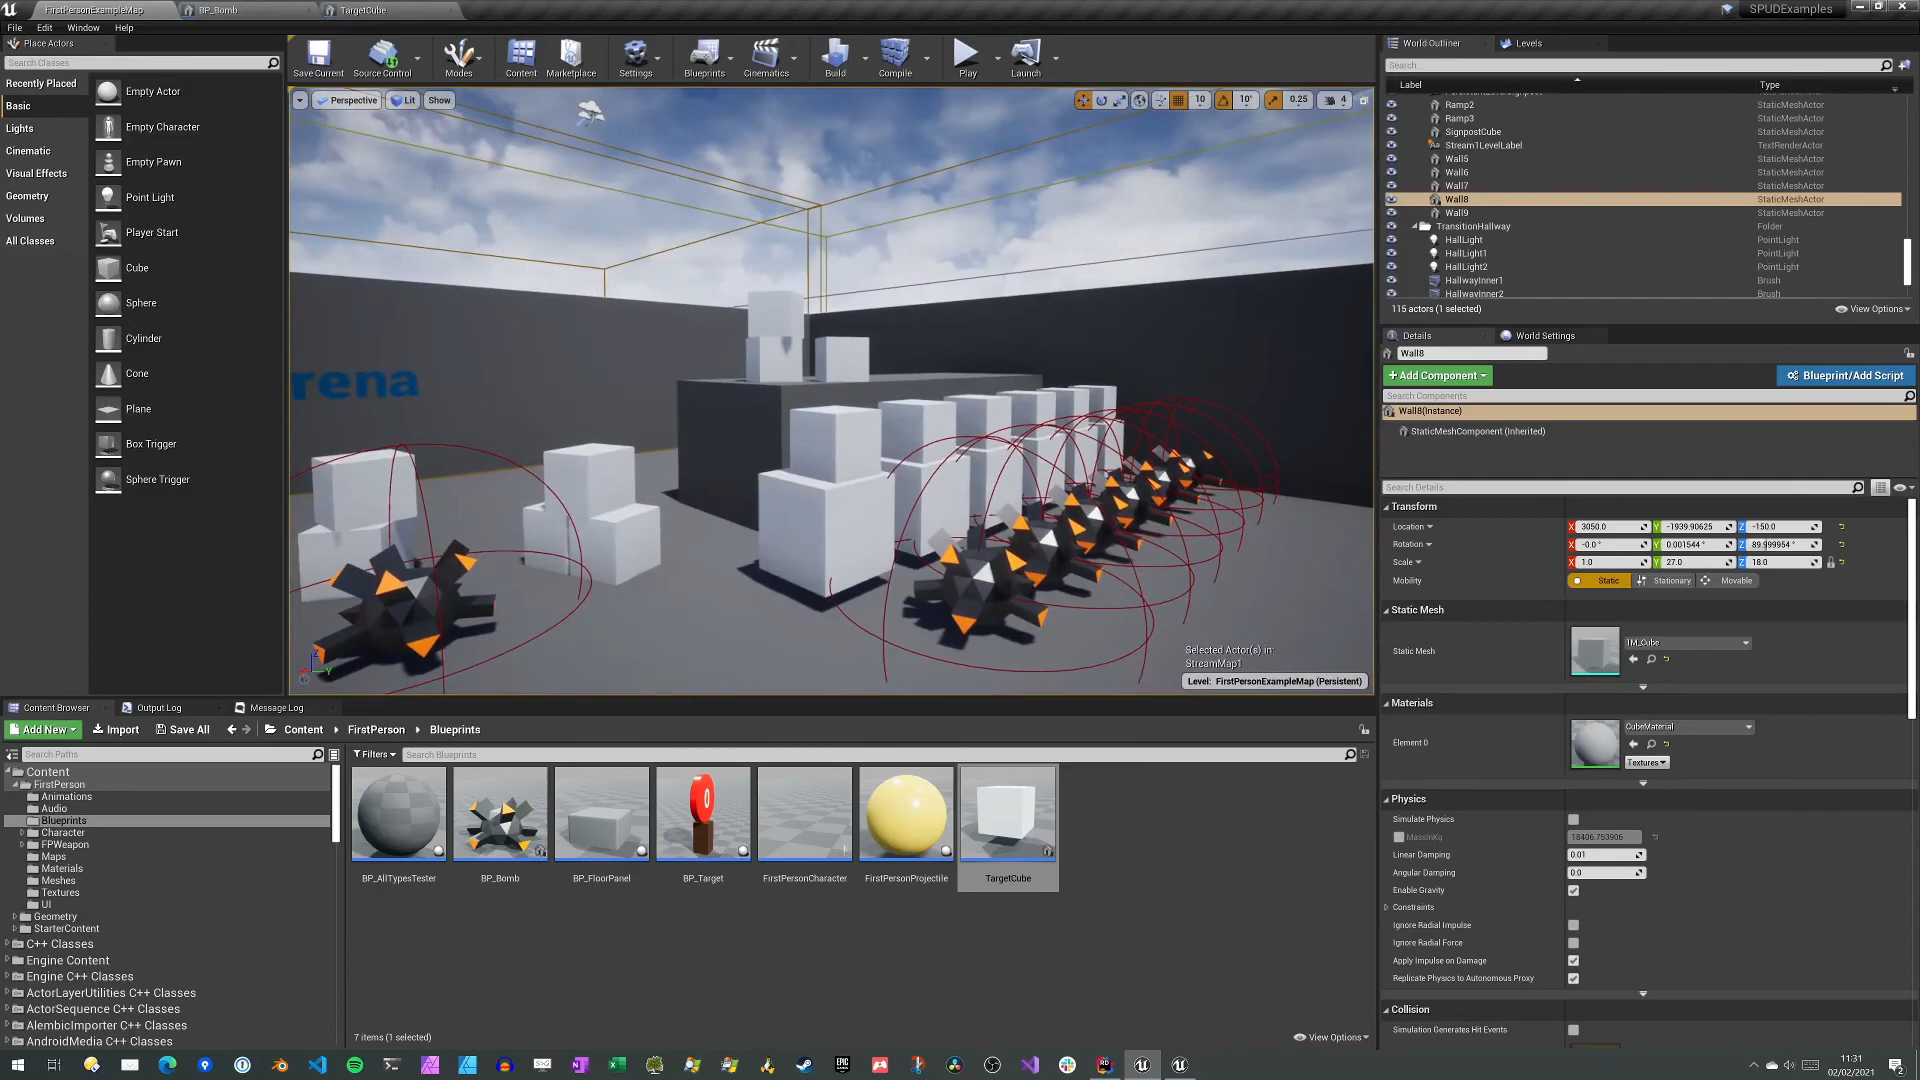 FirstPersonExampleMap
BP_Bomb
TargetCube
SPUDExamples
File Edit Window Help
Place Actors
Search Classes
Recently Placed
Basic
Lights
Cinematic
Visual Effects
Geometry
Volumes
All Classes
Empty Actor
Empty Character
Empty Pawn
Point Light
Player Start
Cube
Sphere
Cylinder
Cone
Plane
Box Trigger
Sphere Trigger
Save Current Source Control Modes Content Marketplace Settings Blueprints Cinematics Build Compile Play Launch
Perspective Lit Show
10 10° 0.25 4
rena
Selected Actor(s) in:
StreamMap1
Level: FirstPersonExampleMap (Persistent)
World Outliner Levels
Search...
Label Type
Ramp2 StaticMeshActor
Ramp3 StaticMeshActor
SignpostCube StaticMeshActor
Stream1LevelLabel TextRenderActor
Wall5 StaticMeshActor
Wall6 StaticMeshActor
Wall7 StaticMeshActor
Wall8 StaticMeshActor
Wall9 StaticMeshActor
TransitionHallway Folder
HallLight PointLight
HallLight1 PointLight
HallLight2 PointLight
HallwayInner1 Brush
HallwayInner2 Brush
115 actors (1 selected) View Options
Details World Settings
Wall8
+ Add Component Blueprint/Add Script
Search Components
Wall8(Instance)
StaticMeshComponent (Inherited)
Search Details
Transform
Location X 3050.0 Y -1939.90625 Z -150.0
Rotation X -0.0 ° Y 0.001544 ° Z 89.999954 °
Scale X 1.0 Y 27.0 Z 18.0
Mobility Static Stationary Movable
Static Mesh
Static Mesh 1M_Cube
Materials
Element 0 CubeMaterial
Textures
Physics
Simulate Physics
MassInKg 18406.753906
Linear Damping 0.01
Angular Damping 0.0
Enable Gravity
Constraints
Ignore Radial Impulse
Ignore Radial Force
Apply Impulse on Damage
Replicate Physics to Autonomous Proxy
Collision
Simulation Generates Hit Events
Content Browser Output Log Message Log
Add New Import Save All Content FirstPerson Blueprints
Search Paths
Filters Search Blueprints
Content
FirstPerson
Animations
Audio
Blueprints
Character
FPWeapon
Maps
Materials
Meshes
Textures
UI
Geometry
StarterContent
C++ Classes
Engine Content
Engine C++ Classes
ActorLayerUtilities C++ Classes
ActorSequence C++ Classes
AlembicImporter C++ Classes
AndroidMedia C++ Classes
BP_AllTypesTester BP_Bomb BP_FloorPanel BP_Target FirstPersonCharacter FirstPersonProjectile TargetCube
7 items (1 selected) View Options
11:31
02/02/2021